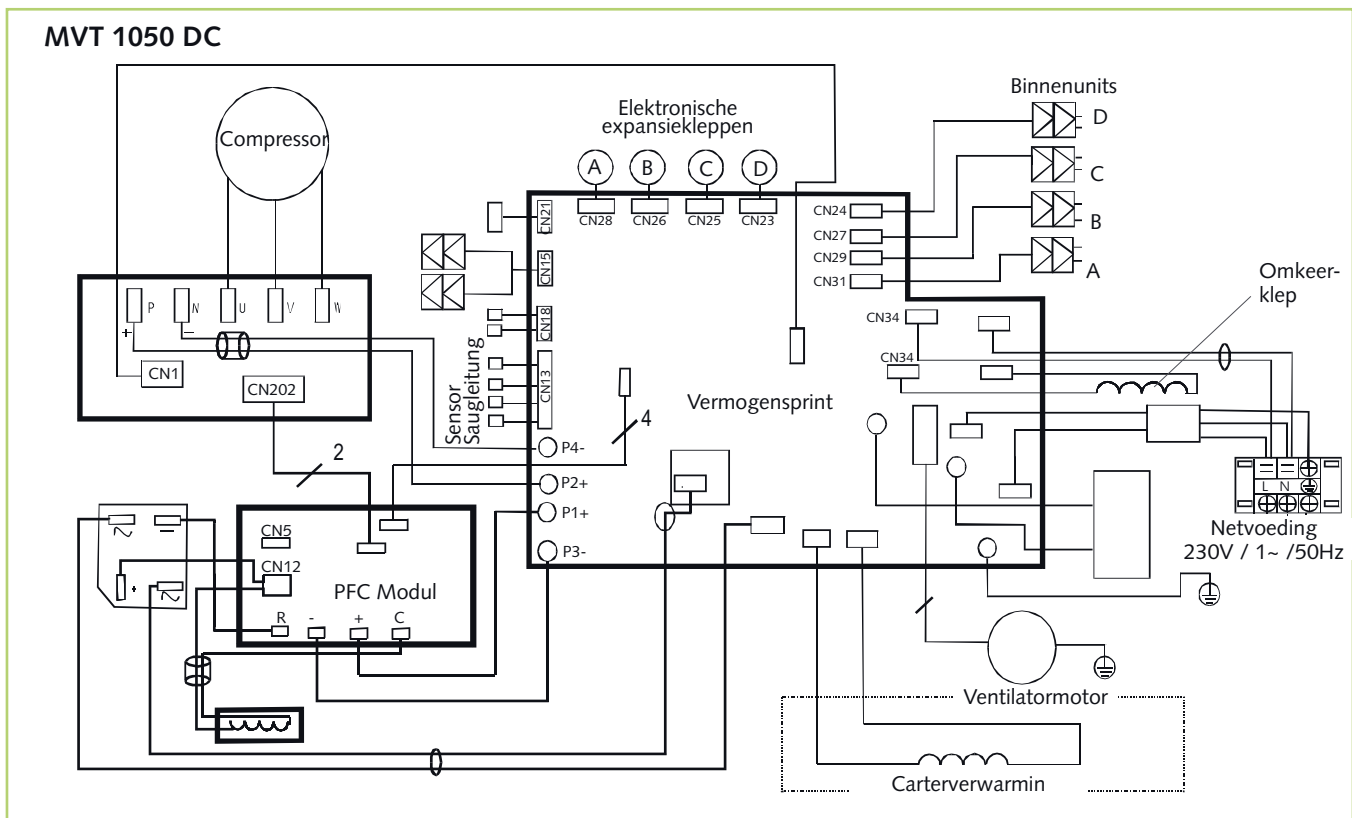 MVT 1050 DC
Compressor
Elektronische
expansiekleppen
A
B
C
D
CN28
CN26
CN25
CN23
Binnenunits
D
C
B
A
CN24
CN27
CN29
CN31
Omkeer-
klep
CN21
CN15
CN18
CN13
Sensor
Saugleitung
P
N
U
V
W
+
–
CN1
CN202
CN34
CN34
Vermogensprint
4
2
P4-
P2+
P1+
P3-
L N
Netvoeding
230V / 1~ /50Hz
CN5
CN12
PFC Modul
R
-
+
C
+
Ventilatormotor
Carterverwarmin